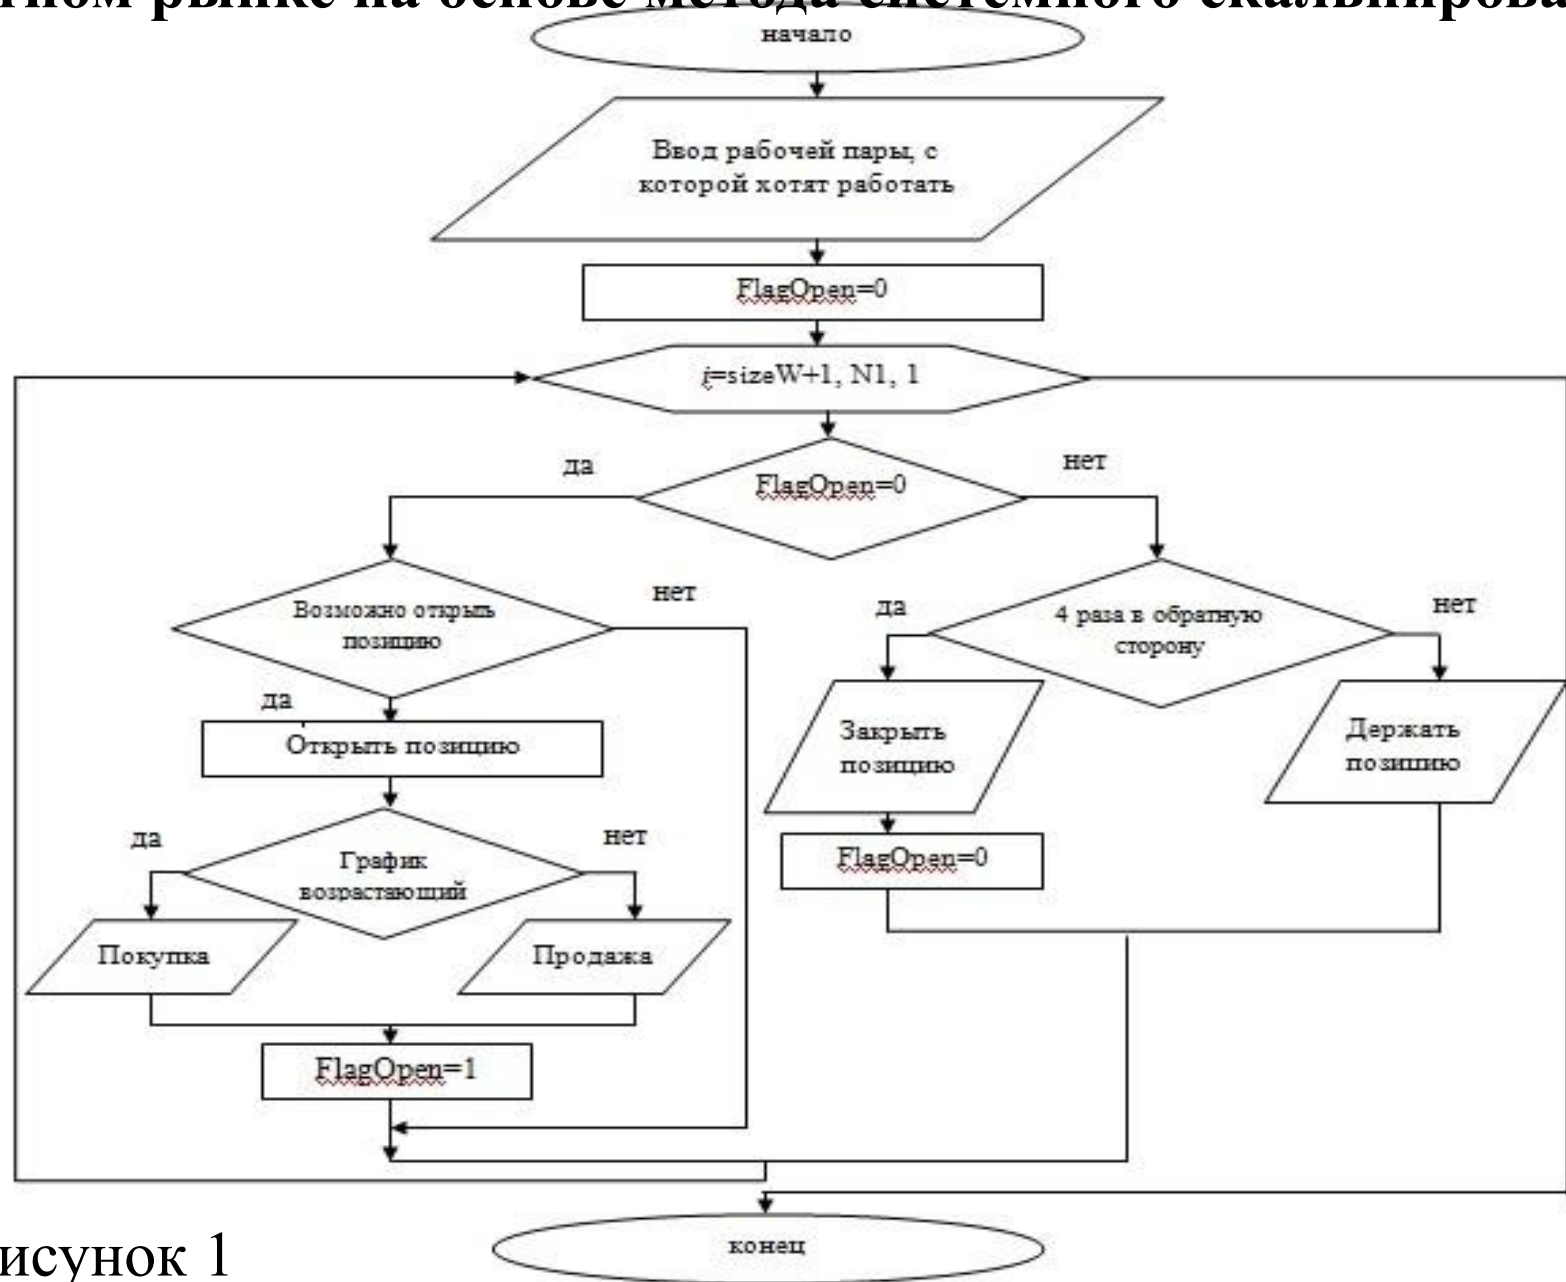 рынке на основе метода системного
начало
Ввод рабочей пары, с
которой хотят работать
FlagOpen=0
i=sizeW+1, N1, 1
да
нет
FlagOpen=0
Возможно открыть
позицию
нет
да
4 раза в обратную
сторону
нет
да
Открыть позицию
Закрыть
позицию
Держать
позицию
да
График
возрастающий
нет
FlagOpen=0
Покупка
Продажа
FlagOpen=1
конец
исунок 1